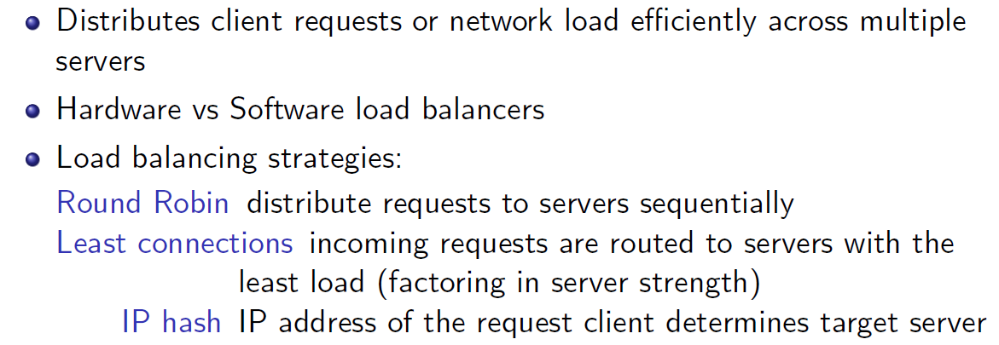 Distributes client requests or network load efficiently across multiple
servers
Hardware vs Software load balancers
Load balancing strategies:
Round Robin distribute requests to servers sequentially
Least connections incoming requests are routed to servers with the
least load (factoring in server strength)
IP hash IP address of the request client determines target server